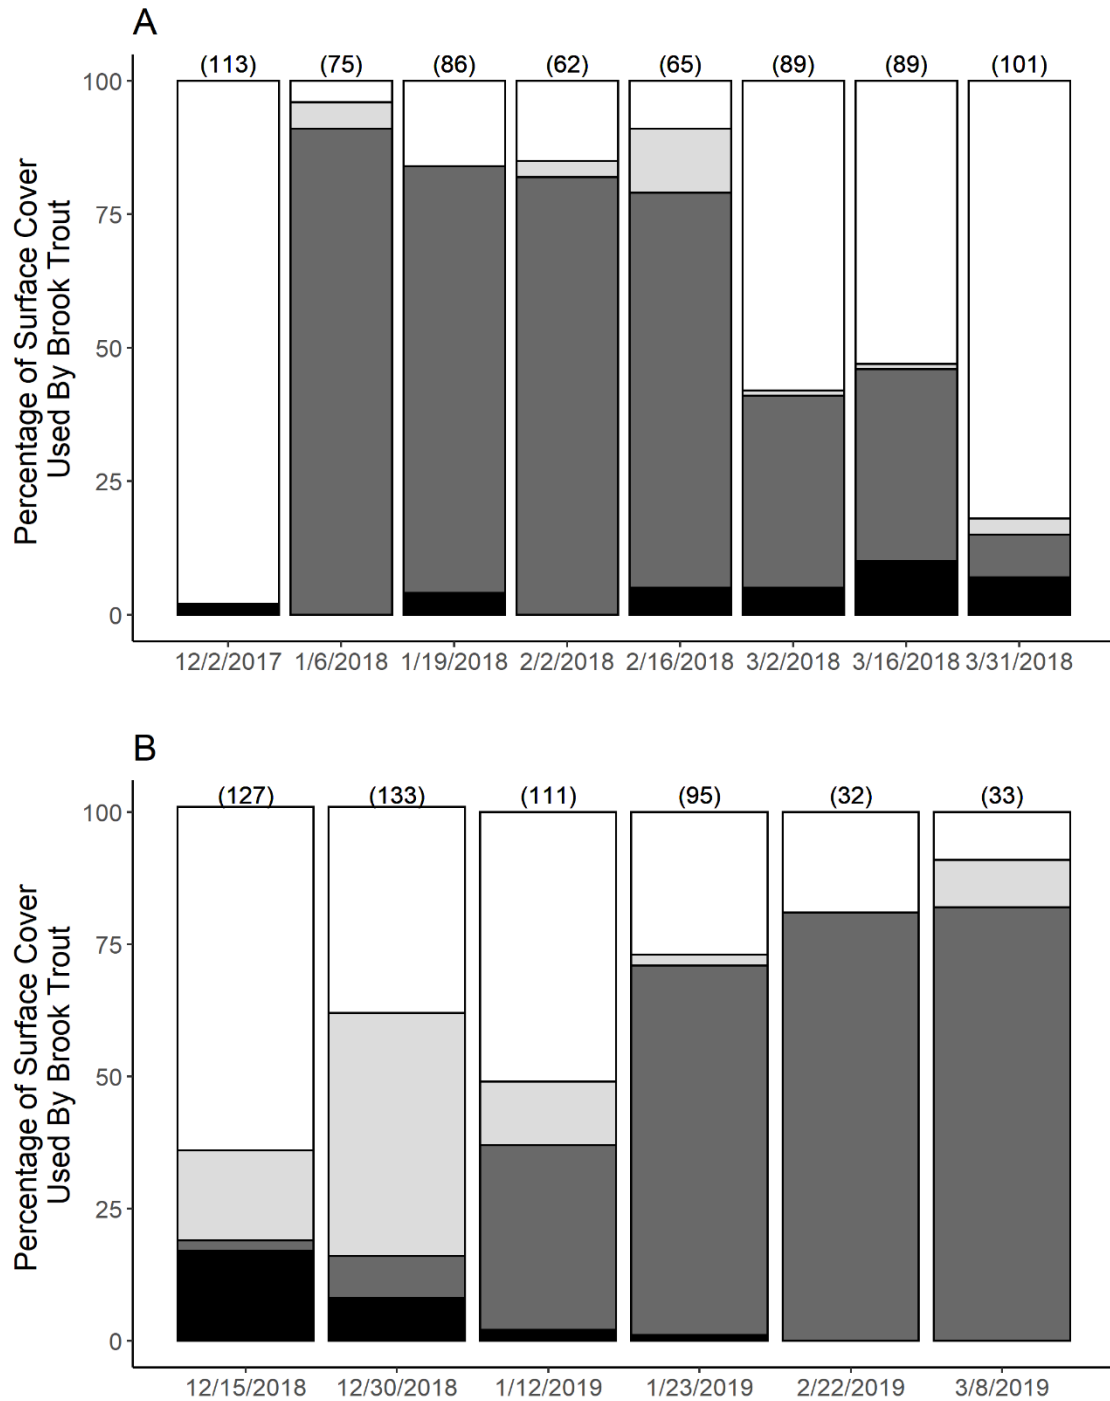 A
(113) (75) (86) (62) (65) (89) (89) (101)
100
75
50
25
0
Percentage of Surface Cover
Used By Brook Trout
12/2/2017 1/6/2018 1/19/2018 2/2/2018 2/16/2018 3/2/2018 3/16/2018 3/31/2018
B
(127) (133) (111) (95) (32) (33)
100
75
50
25
0
Percentage of Surface Cover
Used By Brook Trout
12/15/2018 12/30/2018 1/12/2019 1/23/2019 2/22/2019 3/8/2019